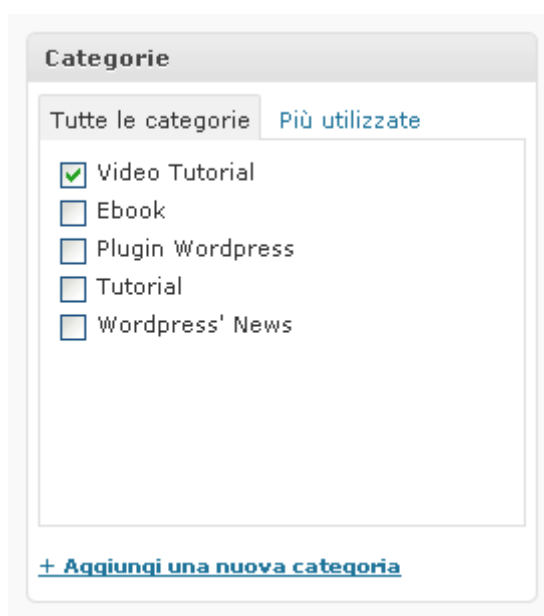 Categorie
Tutte le categorie Più utilizzate
Video Tutorial
Ebook
Plugin Wordpress
Tutorial
Wordpress' News
+ Aggiungi una nuova categoria